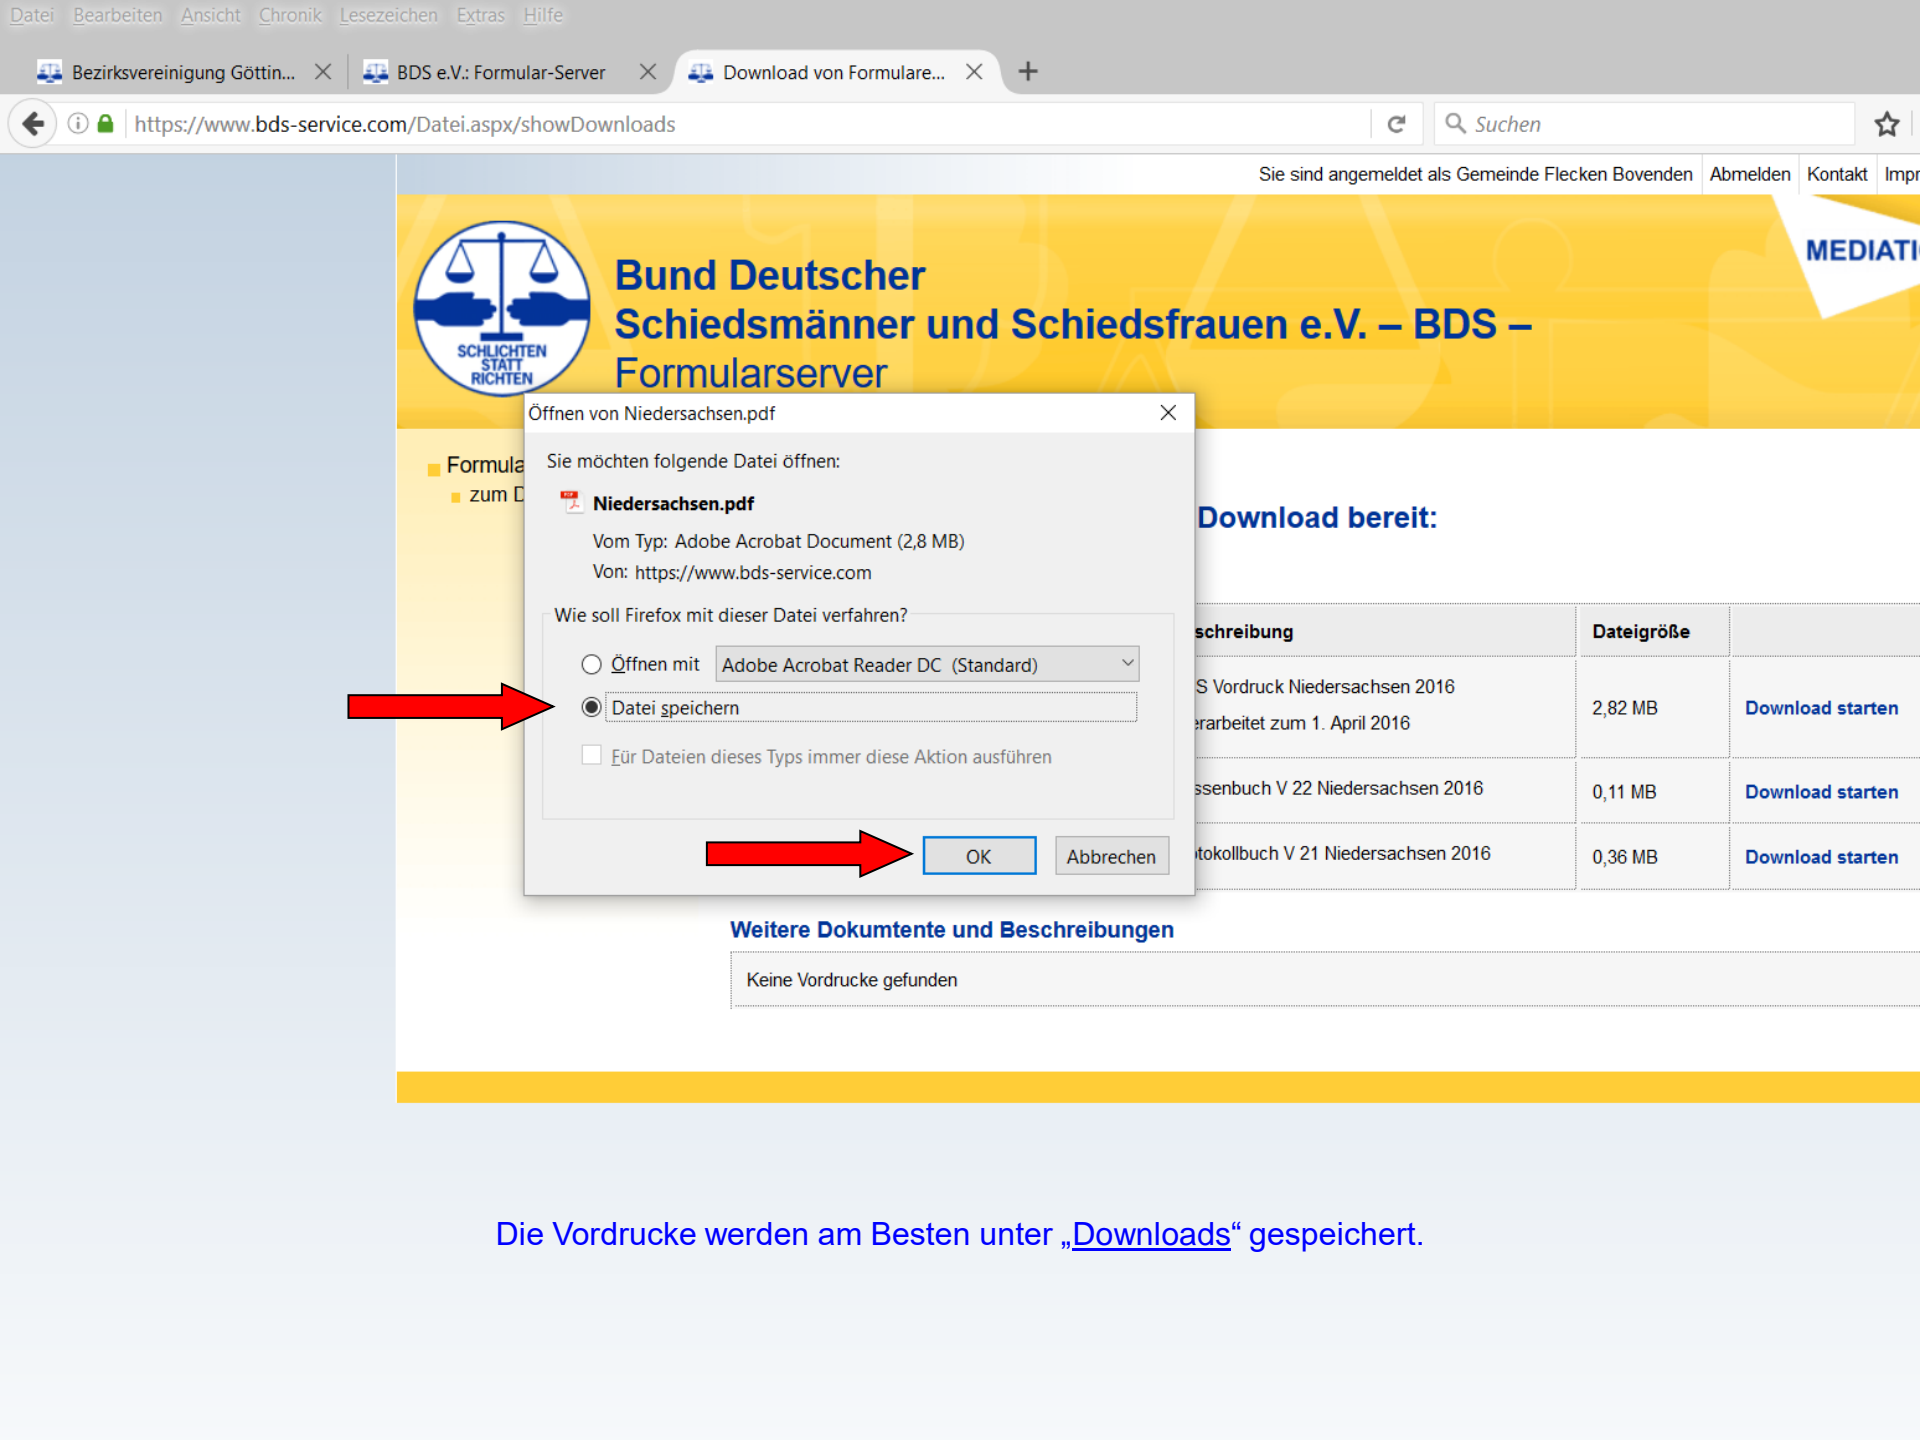 Datei Bearbeiten Ansicht Chronik Lesezeichen Extras Hilfe
Bezirksvereinigung Göttin... BDS e.V.: Formular-Server Download von Formulare...
https://www.bds-service.com/Datei.aspx/showDownloads Suchen
Sie sind angemeldet als Gemeinde Flecken Bovenden Abmelden Kontakt Impr
MEDIATI
Bund Deutscher
Schiedsmänner und Schiedsfrauen e.V. – BDS –
Formularserver
SCHLICHTEN
STATT
RICHTEN
Öffnen von Niedersachsen.pdf
Formula
zum D
Sie möchten folgende Datei öffnen:
Niedersachsen.pdf
Vom Typ: Adobe Acrobat Document (2,8 MB)
Von: https://www.bds-service.com
Wie soll Firefox mit dieser Datei verfahren?
Öffnen mit Adobe Acrobat Reader DC (Standard)
Datei speichern
Für Dateien dieses Typs immer diese Aktion ausführen
OK Abbrechen
Download bereit:
schreibung Dateigröße
S Vordruck Niedersachsen 2016
erarbeitet zum 1. April 2016
2,82 MB Download starten
ssenbuch V 22 Niedersachsen 2016 0,11 MB Download starten
tokollbuch V 21 Niedersachsen 2016 0,36 MB Download starten
Weitere Dokumtente und Beschreibungen
Keine Vordrucke gefunden
Die Vordrucke werden am Besten unter „Downloads“ gespeichert.